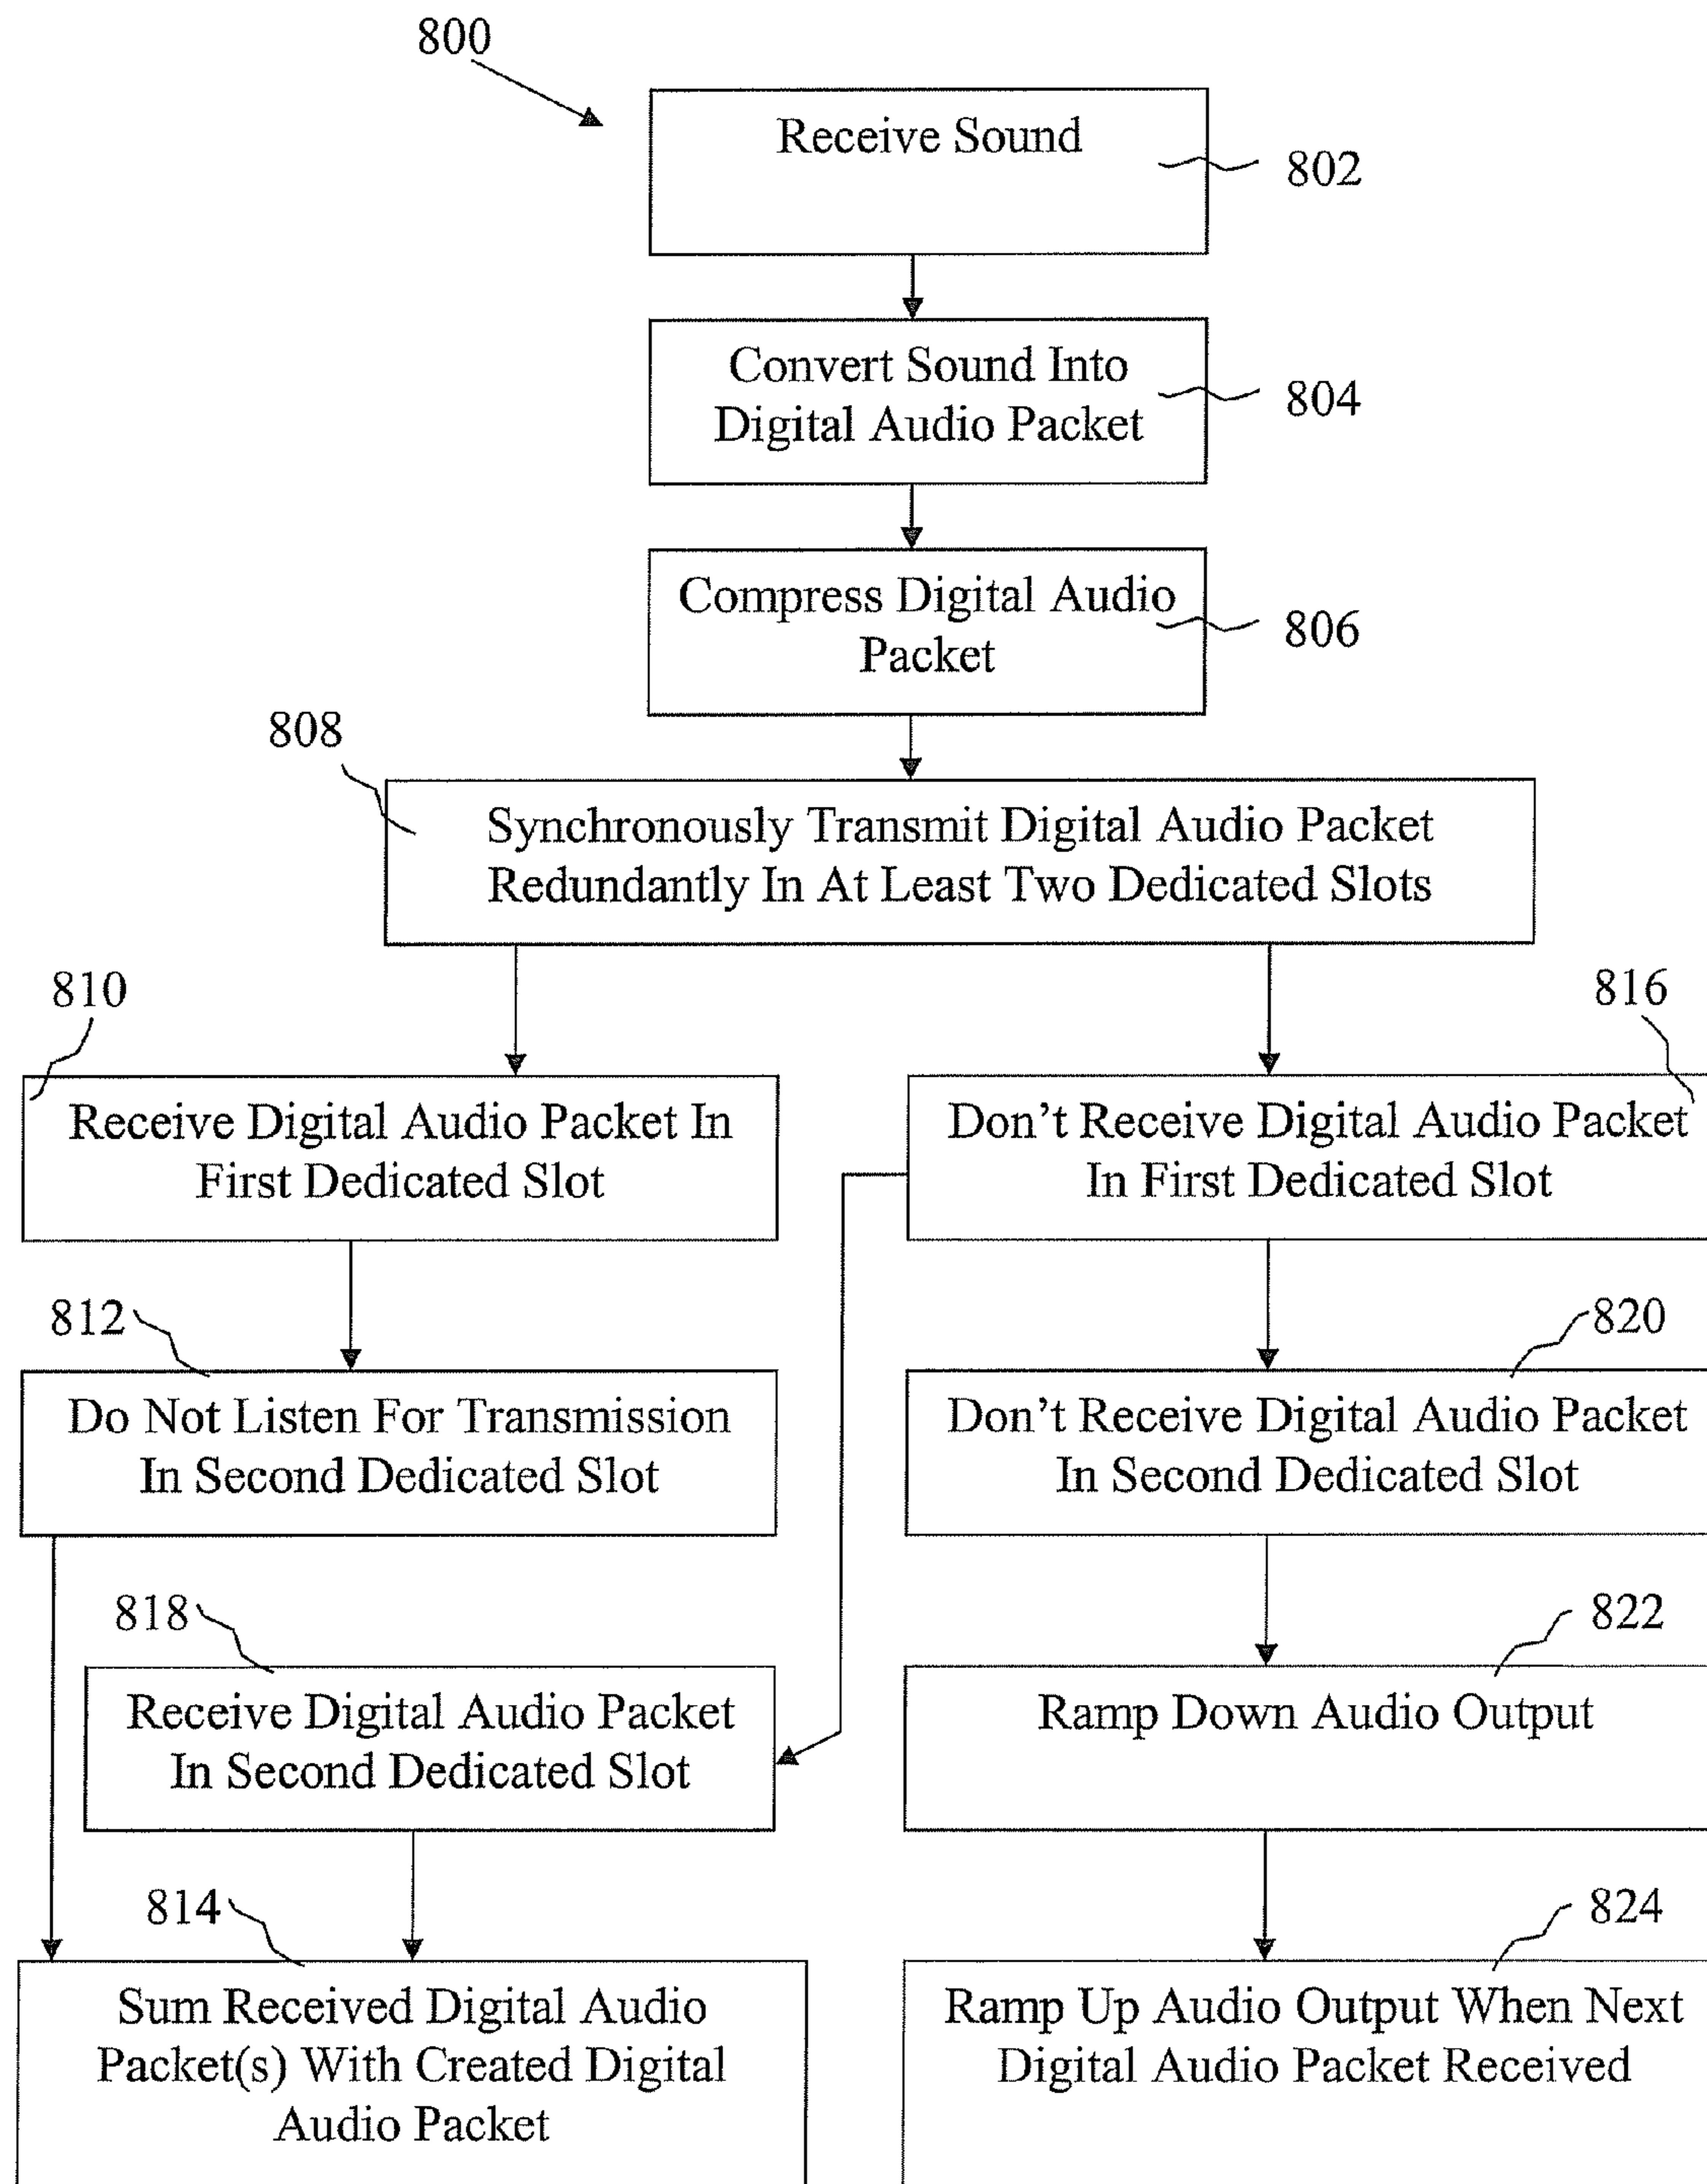 800
Receive Sound
802
Convert Sound Into
Digital Audio Packet
804
Compress Digital Audio
Packet
806
808
Synchronously Transmit Digital Audio Packet
Redundantly In At Least Two Dedicated Slots
810
Receive Digital Audio Packet In
First Dedicated Slot
816
Don't Receive Digital Audio Packet
In First Dedicated Slot
812
Do Not Listen For Transmission
In Second Dedicated Slot
820
Don't Receive Digital Audio Packet
In Second Dedicated Slot
818
Receive Digital Audio Packet
In Second Dedicated Slot
822
Ramp Down Audio Output
814
Sum Received Digital Audio
Packet(s) With Created Digital
Audio Packet
824
Ramp Up Audio Output When Next
Digital Audio Packet Received